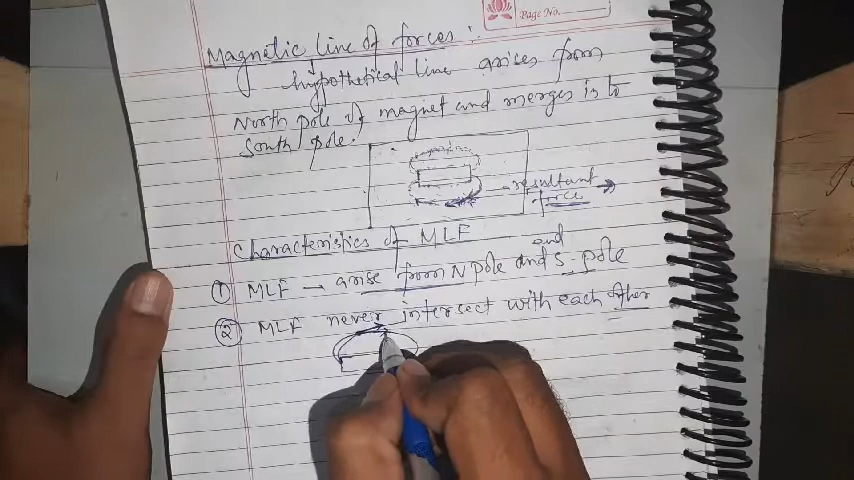 Page No.
Magnetic line of forces :
hypothetical line arises from
North pole of magnet and merges in to
South pole.
resultant
forces
Characteristics of MLF
and
① MLF → arise from N pole and S-pole
② MLF never intersect with each other